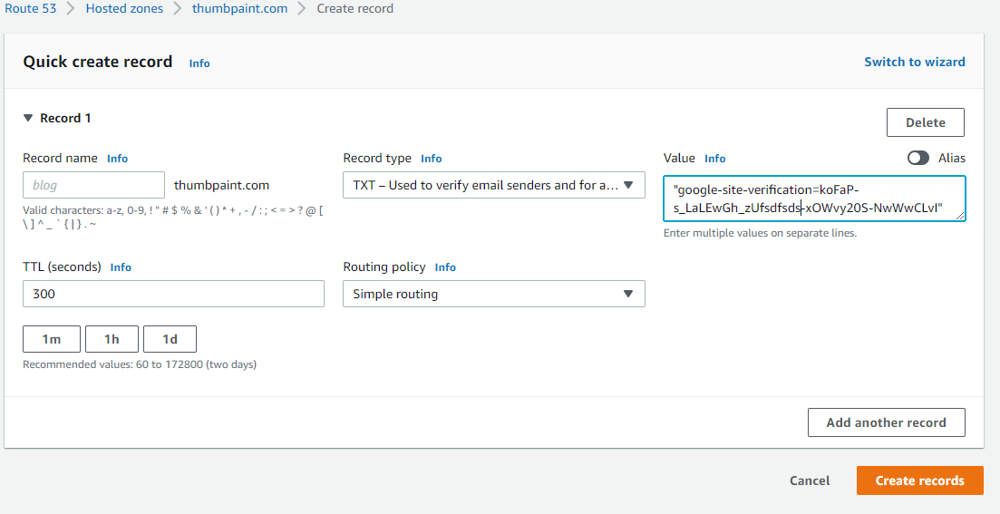 Route 53 > Hosted zones > thumbpaint.com > Create record
Quick create record Info
Switch to wizard
▼ Record 1
Delete
Record name Info
blog
thumbpaint.com
Valid characters: a-z, 0-9, ! " # $ % & ' ( ) * + , - / : ; < = > ? @ [
\ ] ^ _ ` { | } . ~
Record type Info
TXT – Used to verify email senders and for a...
Value Info
Alias
"google-site-verification=koFaP-
s_LaLEwGh_zUfsdfsds-xOWvy20S-NwWwCLvI"
Enter multiple values on separate lines.
TTL (seconds) Info
300
1m
1h
1d
Recommended values: 60 to 172800 (two days)
Routing policy Info
Simple routing
Add another record
Cancel
Create records